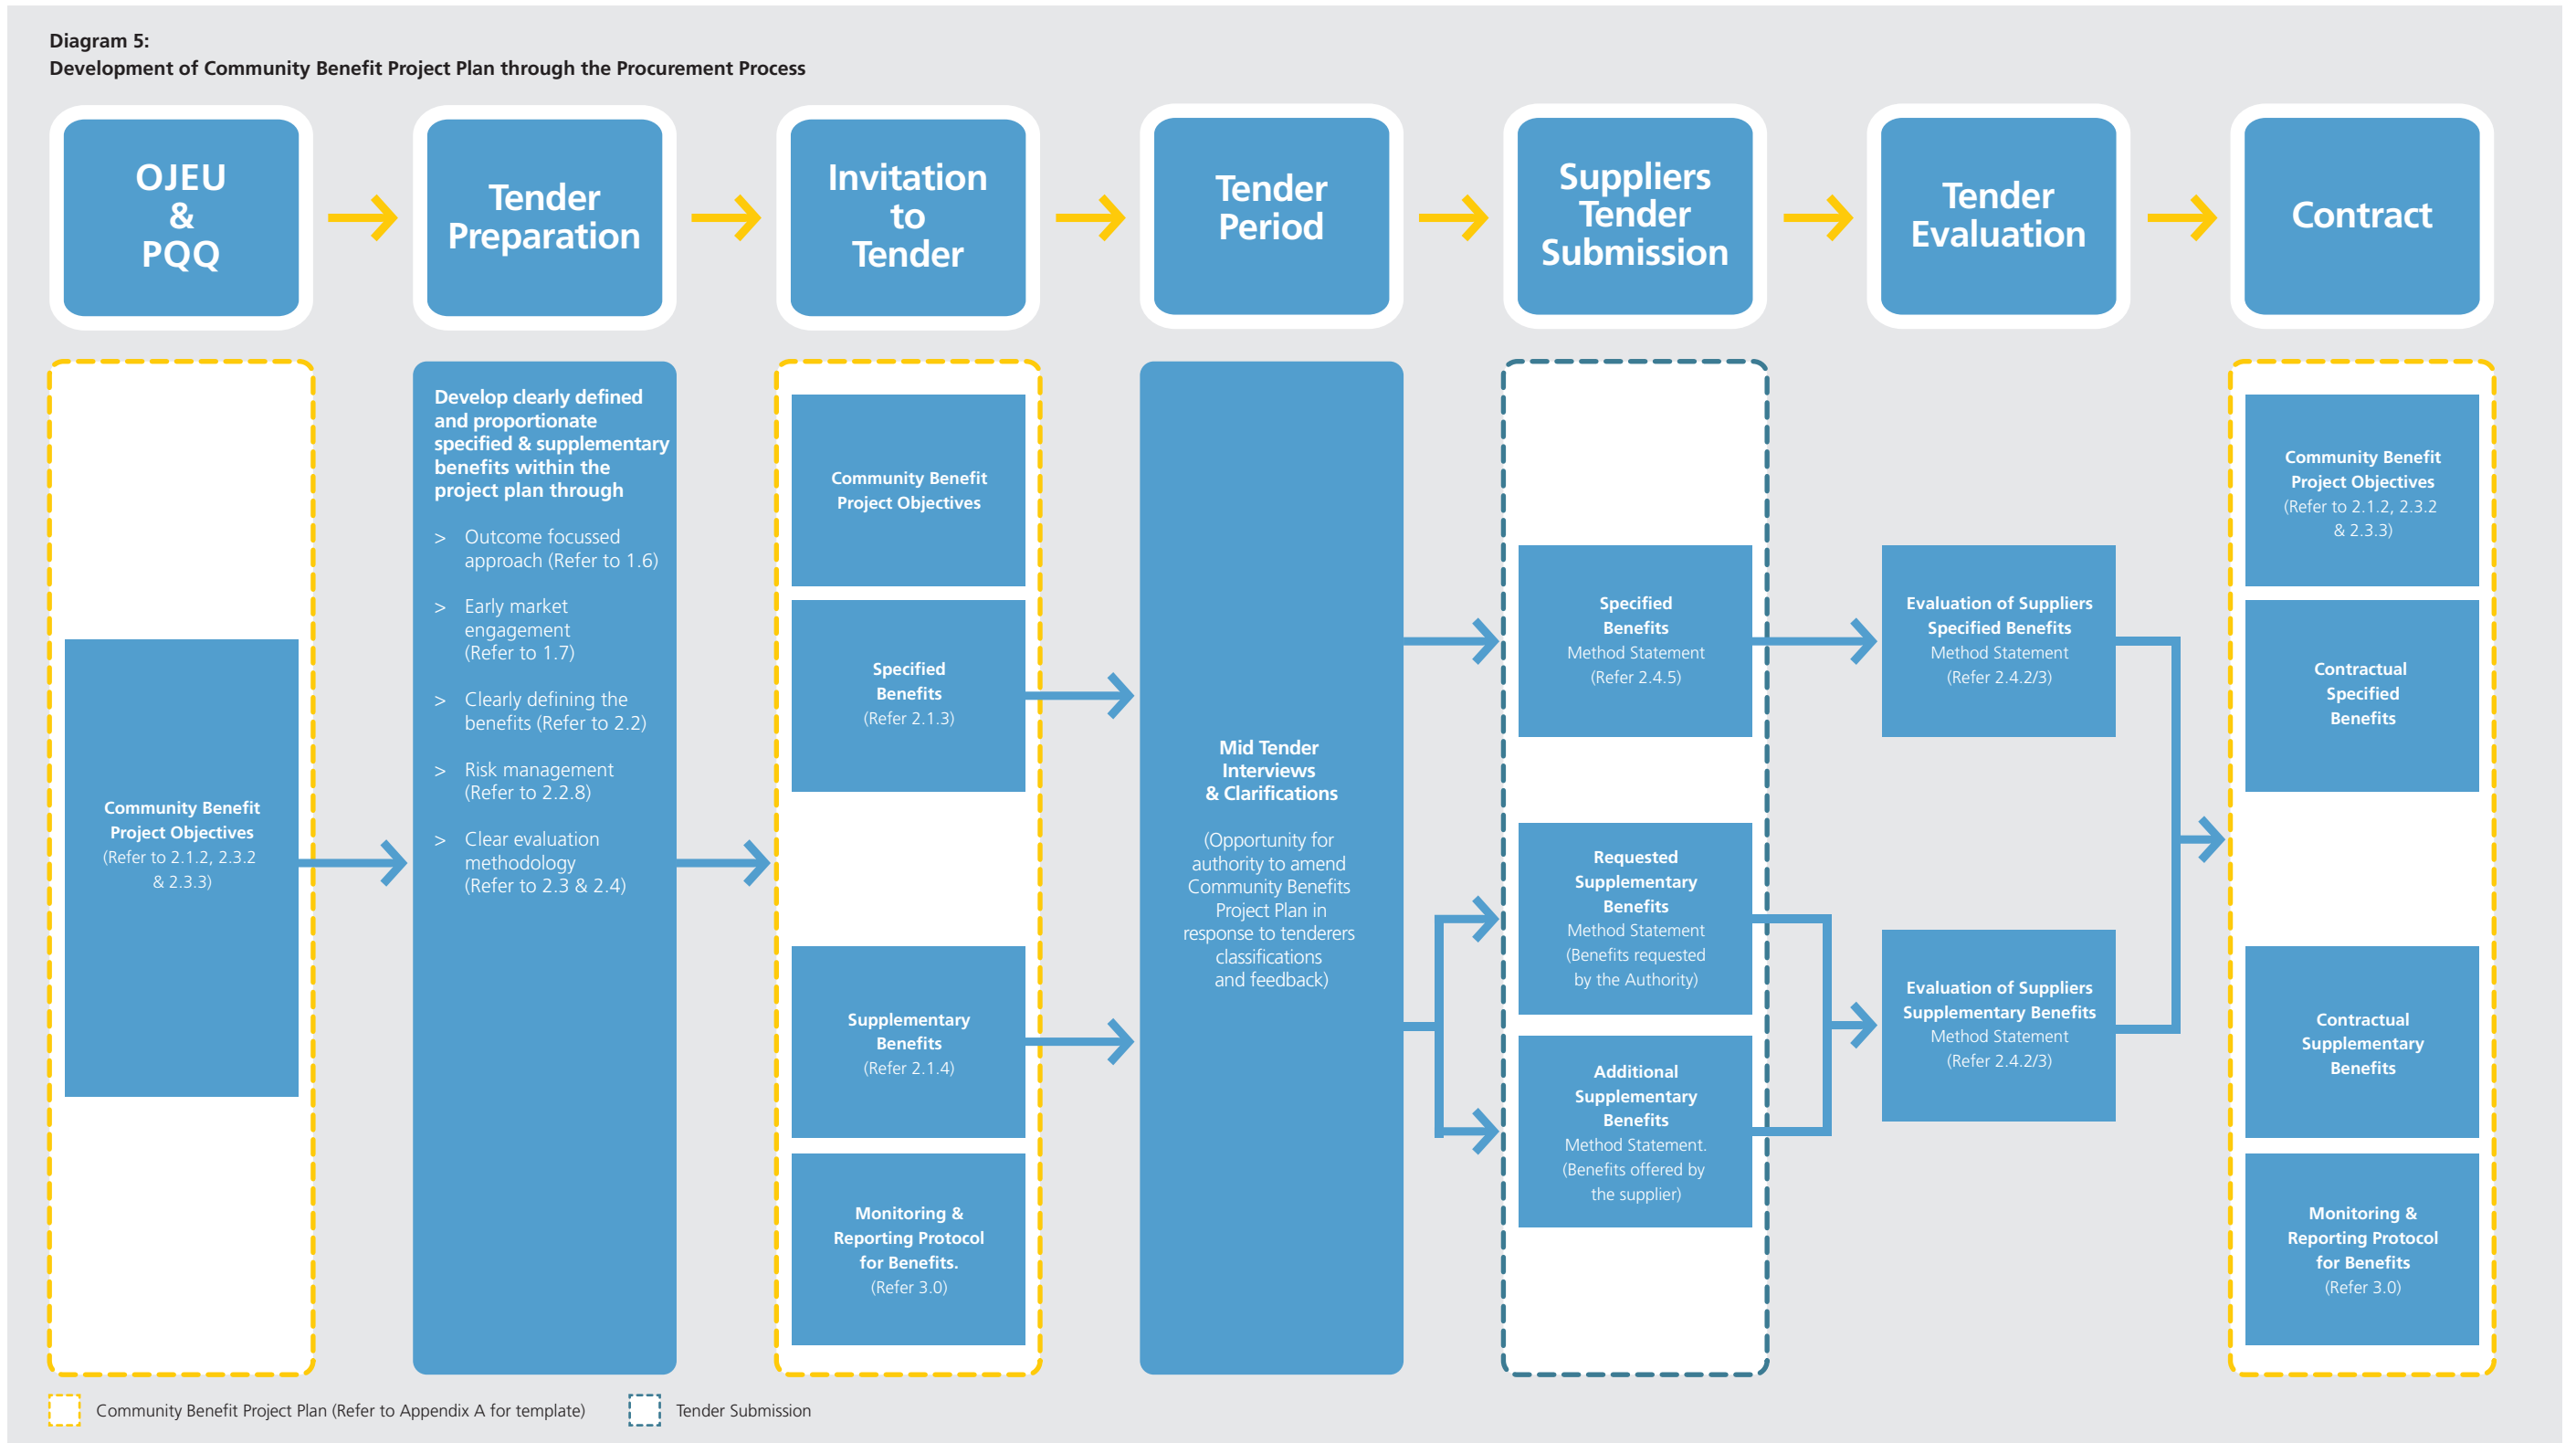 Diagram 5:
Development of Community Benefit Project Plan through the Procurement Process
OJEU
&
PQQ
Tender
Preparation
Invitation
to
Tender
Tender
Period
Suppliers
Tender
Submission
Tender
Evaluation
Contract
Community Benefit
Project Objectives
(Refer to 2.1.2, 2.3.2
& 2.3.3)
Develop clearly defined
and proportionate
specified & supplementary
benefits within the
project plan through
> Outcome focussed
approach (Refer to 1.6)
> Early market
engagement
(Refer to 1.7)
> Clearly defining the
benefits (Refer to 2.2)
> Risk management
(Refer to 2.2.8)
> Clear evaluation
methodology
(Refer to 2.3 & 2.4)
Community Benefit
Project Objectives
Specified
Benefits
(Refer 2.1.3)
Supplementary
Benefits
(Refer 2.1.4)
Monitoring &
Reporting Protocol
for Benefits.
(Refer 3.0)
Mid Tender
Interviews
& Clarifications
(Opportunity for
authority to amend
Community Benefits
Project Plan in
response to tenderers
classifications
and feedback)
Specified
Benefits
Method Statement
(Refer 2.4.5)
Requested
Supplementary
Benefits
Method Statement
(Benefits requested
by the Authority)
Additional
Supplementary
Benefits
Method Statement.
(Benefits offered by
the supplier)
Evaluation of Suppliers
Specified Benefits
Method Statement
(Refer 2.4.2/3)
Evaluation of Suppliers
Supplementary Benefits
Method Statement
(Refer 2.4.2/3)
Community Benefit
Project Objectives
(Refer to 2.1.2, 2.3.2
& 2.3.3)
Contractual
Specified
Benefits
Contractual
Supplementary
Benefits
Monitoring &
Reporting Protocol
for Benefits
(Refer 3.0)
Community Benefit Project Plan (Refer to Appendix A for template)
Tender Submission